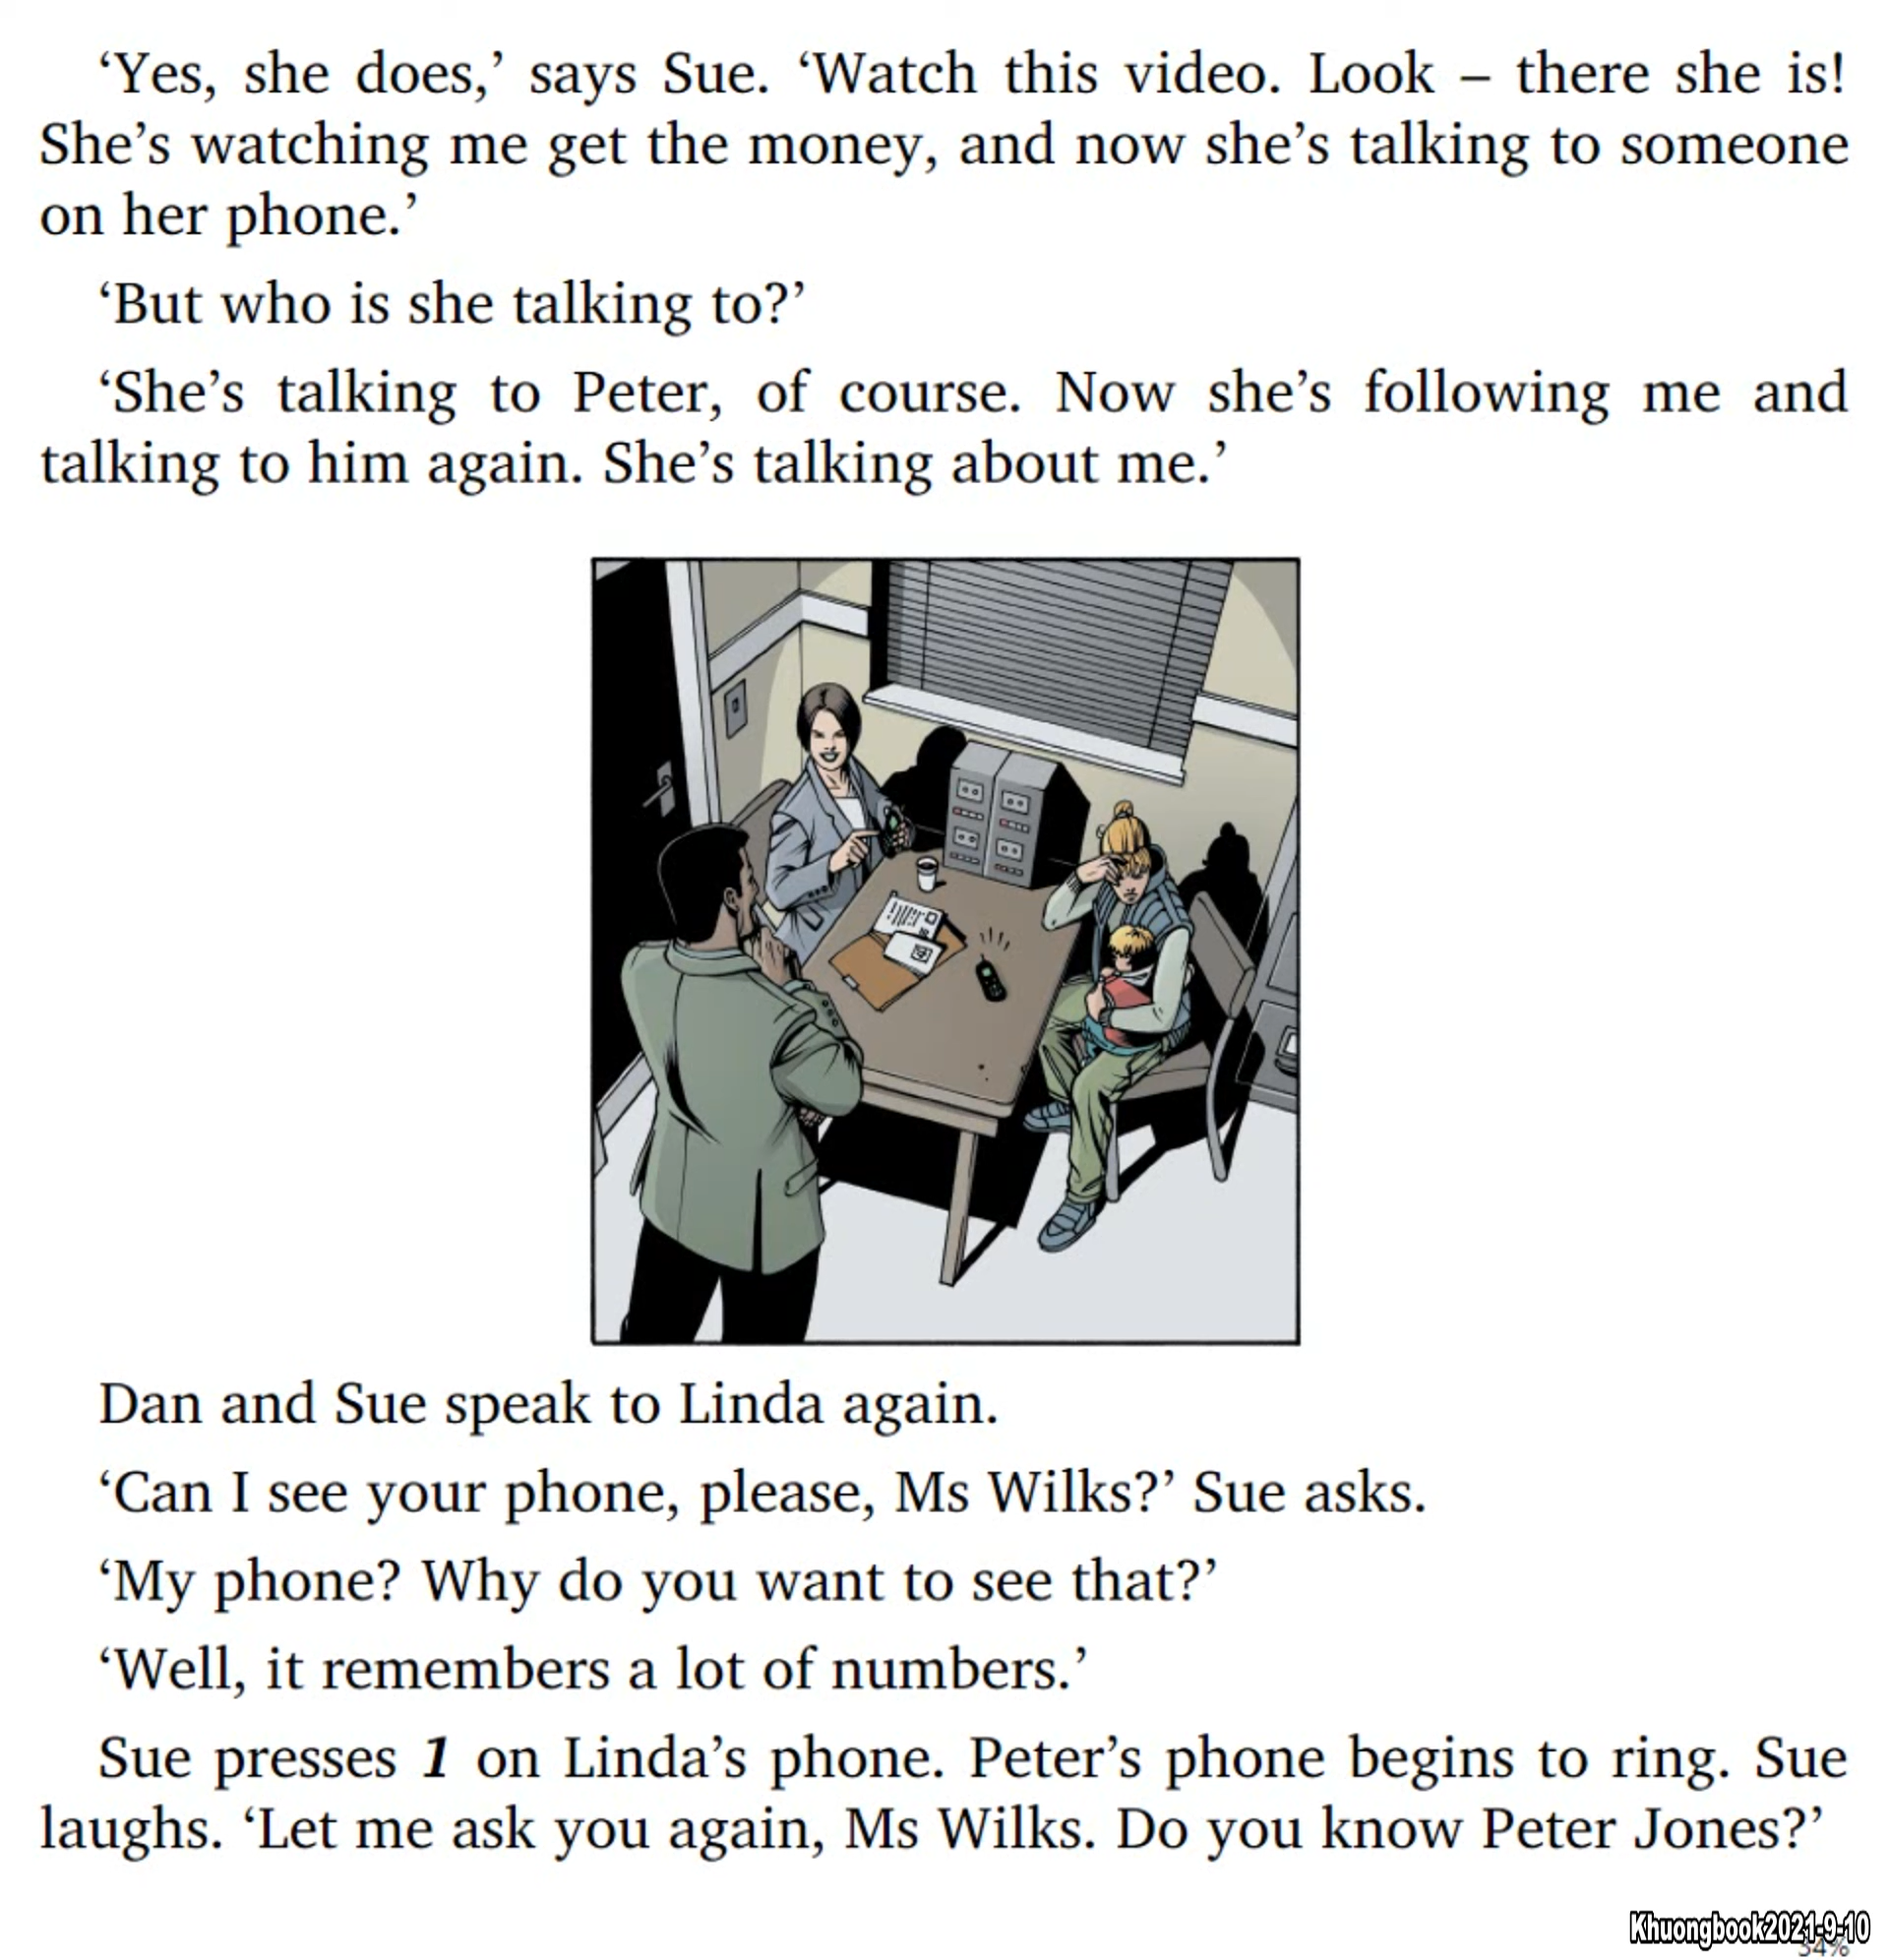 ‘Yes, she does,’ says Sue. ‘Watch this video. Look – there she is!
She’s watching me get the money, and now she’s talking to someone
on her phone.’
‘But who is she talking to?’
‘She’s talking to Peter, of course. Now she’s following me and
talking to him again. She’s talking about me.’
Dan and Sue speak to Linda again.
‘Can I see your phone, please, Ms Wilks?’ Sue asks.
‘My phone? Why do you want to see that?’
‘Well, it remembers a lot of numbers.’
Sue presses 1 on Linda’s phone. Peter’s phone begins to ring. Sue
laughs. ‘Let me ask you again, Ms Wilks. Do you know Peter Jones?’
Khuongbook2021-9-10
34%